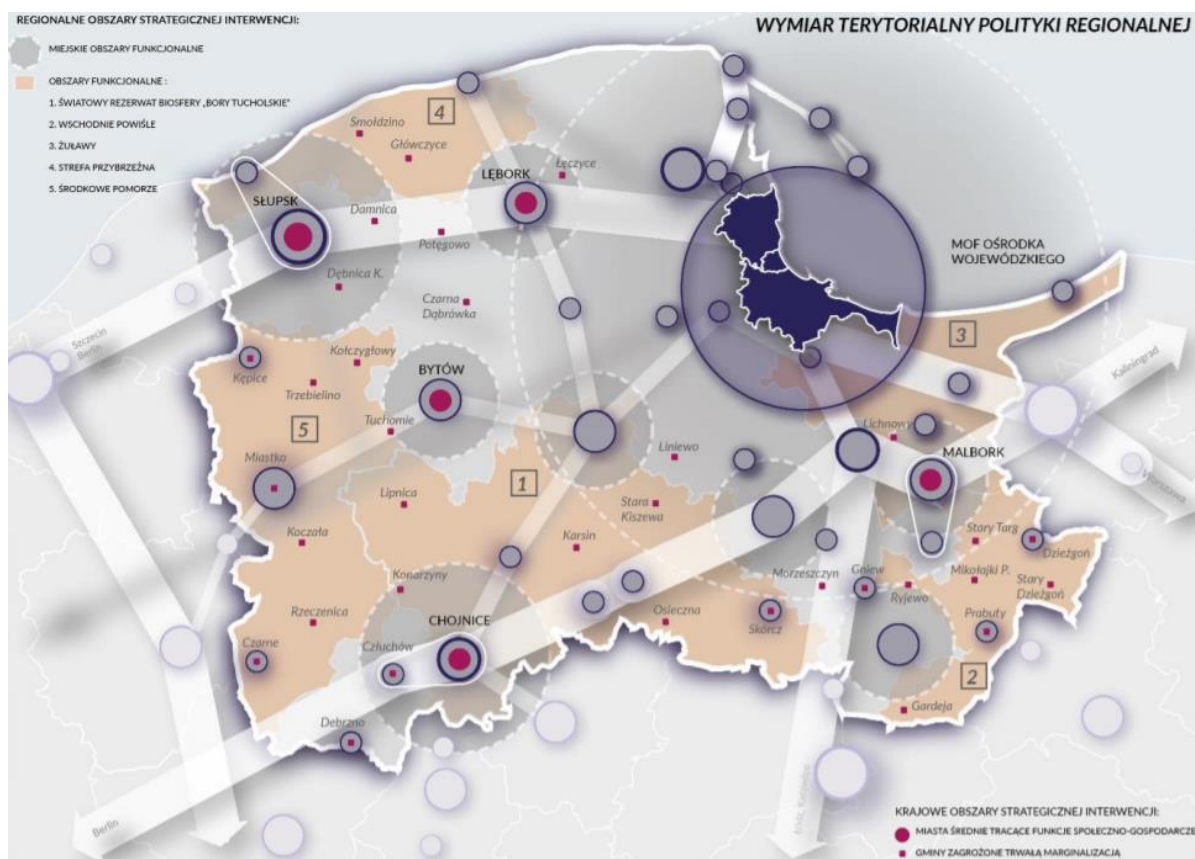 REGIONALNE OBSZARY STRATEGICZNEJ INTERWENCJI:
WYMIAR TERYTORIALNY POLITYKI REGIONALNEJ
MIEJSKIE OBSZARY FUNKCJONALNE
OBSZARY FUNKCJONALNE :
1. ŚWIATOWY REZERWAT BIOSFERY „BORY TUCHOLSKIE"
2. WSCHODNIE POWIŚLE
3. ŻUŁAWY
4. STREFA PRZYBRZEŻNA
5. ŚRODKOWE POMORZE
4
Smołdzino
Główczyce
LĘBORK
Łęczyce
SŁUPSK
Damnica
Potęgowo
MOF OŚRODKA
WOJEWÓDZKIEGO
Dębnica K.
Czarna
Dąbrówka
3
Szczecin
Berlin
Kaliningrad
Kępice
Kołczygłowy
Trzebielino
BYTÓW
Tuchomie
5
Lichnowy
Miastko
Liniewo
MALBORK
1
Warszawa
Lipnica
Stara
Kiszewa
Koczała
Karsin
Stary Targ
Dzieżgoń
Konarzyny
Morzeszczyn
Gniew
Mikołajki P.
Ryjewo
Stary
Dzieżgoń
Rzeczenica
CHOJNICE
Osieczna
Skórcz
Prabuty
Czarne
Człuchów
2
Gardeja
Debrzno
Berlin
KRAJOWE OBSZARY STRATEGICZNEJ INTERWENCJI:
MIASTA ŚREDNIE TRACĄCE FUNKCJE SPOŁECZNO-GOSPODARCZE
GMINY ZAGROŻONE TRWAŁĄ MARGINALIZACJĄ